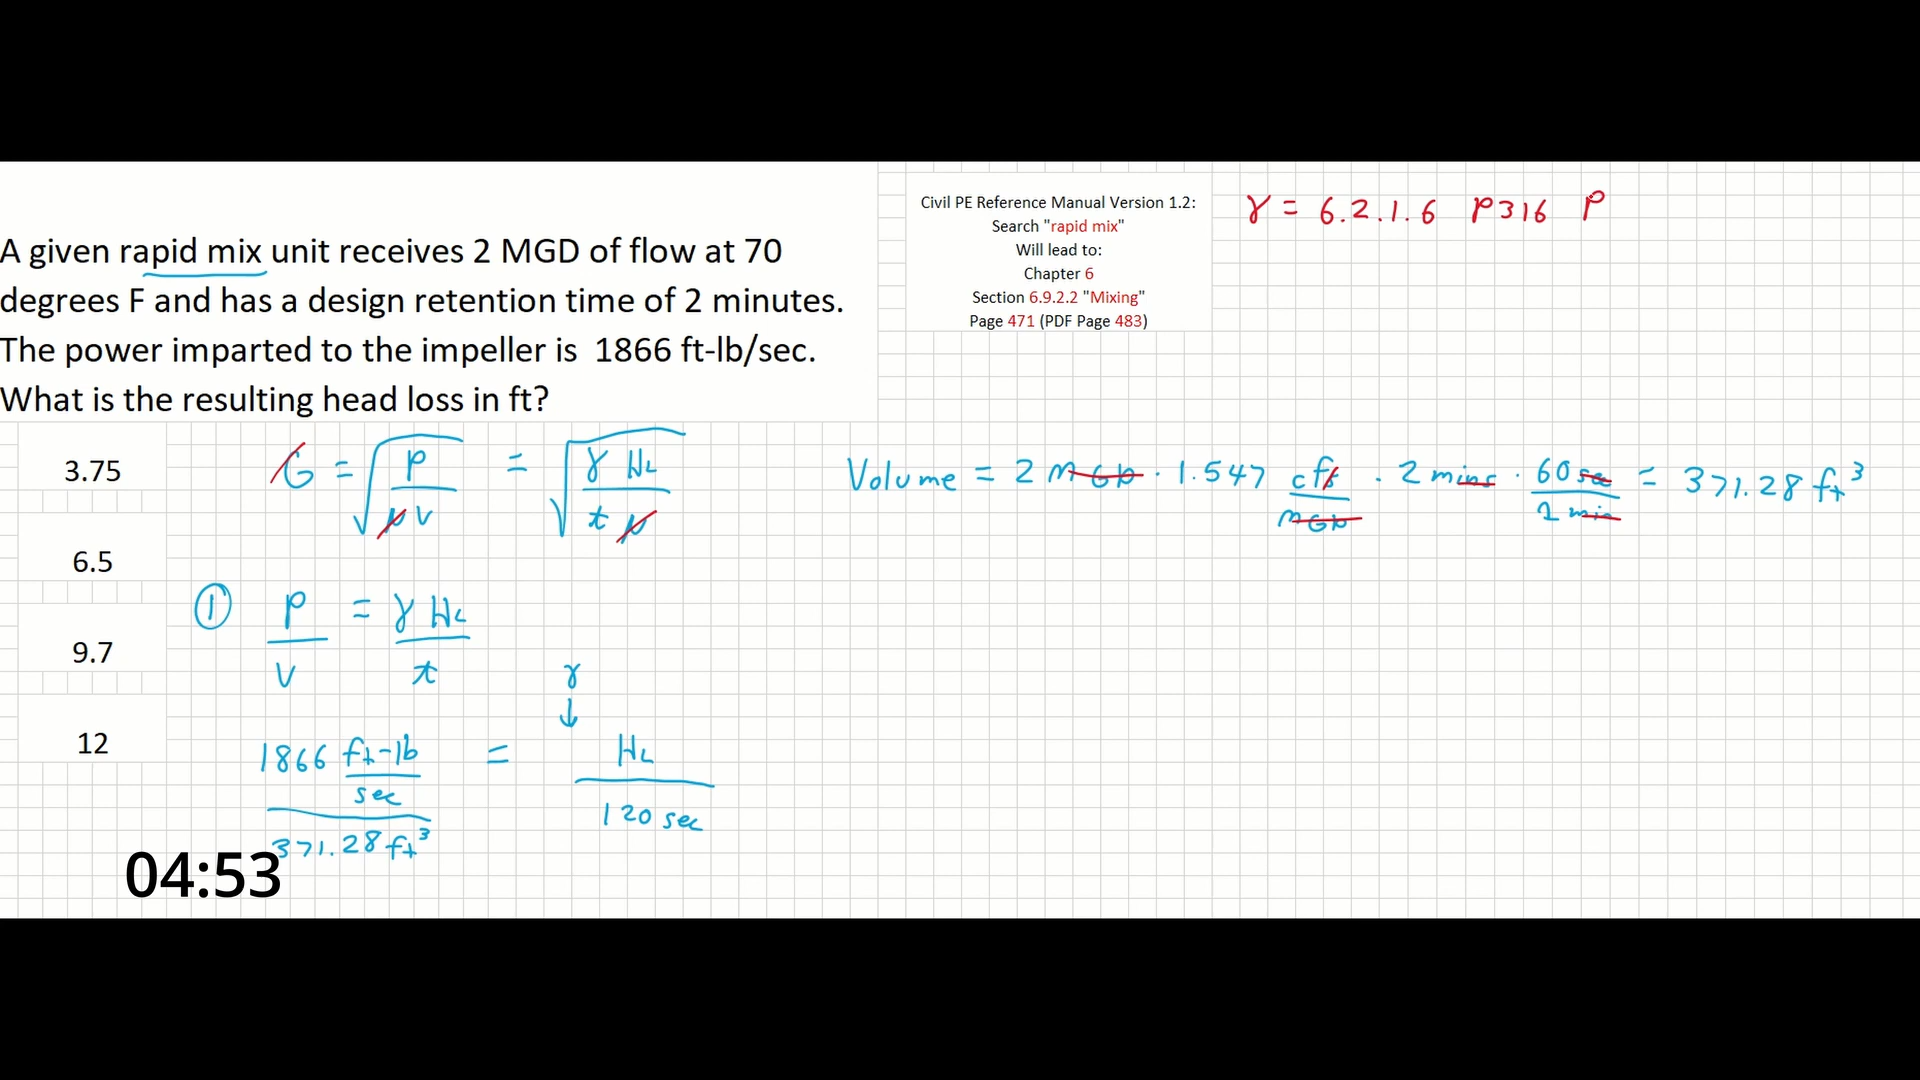 A given rapid mix unit receives 2 MGD of flow at 70
degrees F and has a design retention time of 2 minutes.
The power imparted to the impeller is 1866 ft-lb/sec.
What is the resulting head loss in ft?
Civil PE Reference Manual Version 1.2:
Search "rapid mix"
Will lead to:
Chapter 6
Section 6.9.2.2 "Mixing"
Page 471 (PDF Page 483)
γ = 6.2.1.6 P316 P
3.75
6.5
9.7
12
G = √ P / μ V = √ γ HL / t μ
Volume = 2 MGD · 1.547 cfs / MGD · 2 mins · 60 sec / 1 min = 371.28 ft³
① P / V = γ HL / t
γ
↓
1866 ft-lb / sec / 371.28 ft³ = HL / 120 sec
04:53